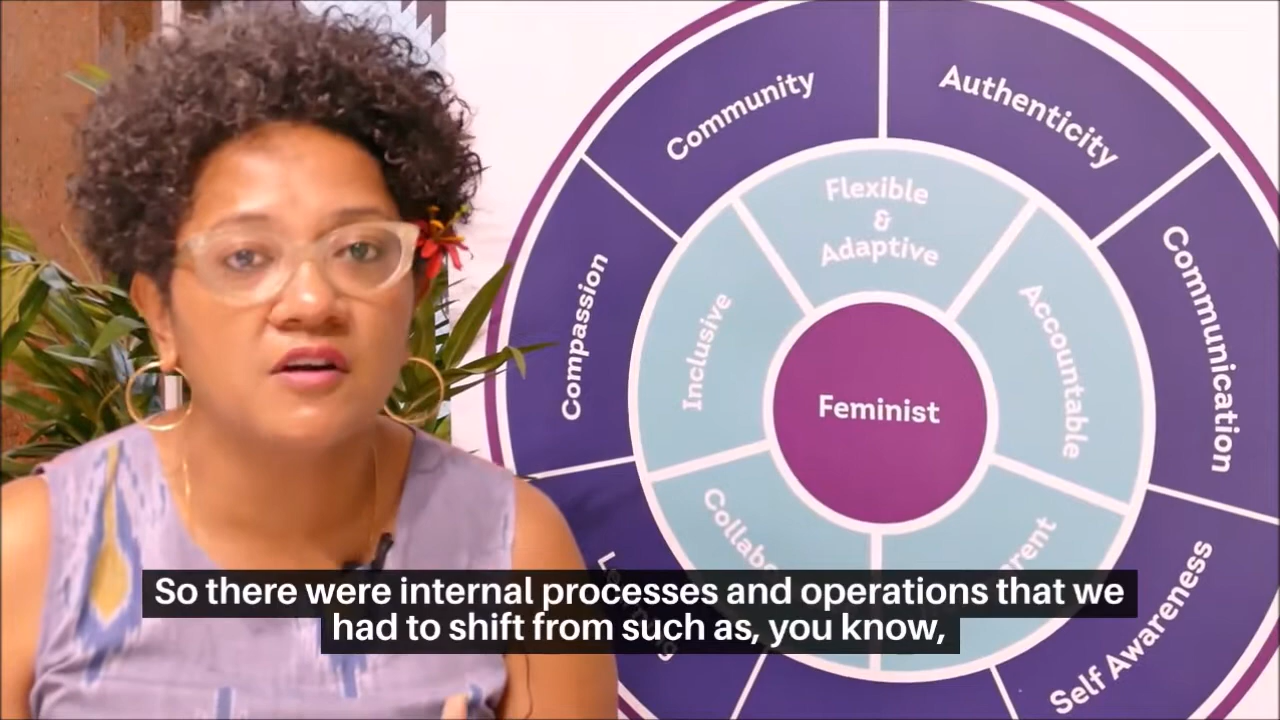 Community
Authenticity
Compassion
Communication
Self Awareness
Flexible
&
Adaptive
Inclusive
Accountable
Feminist
So there were internal processes and operations that we
had to shift from such as, you know,